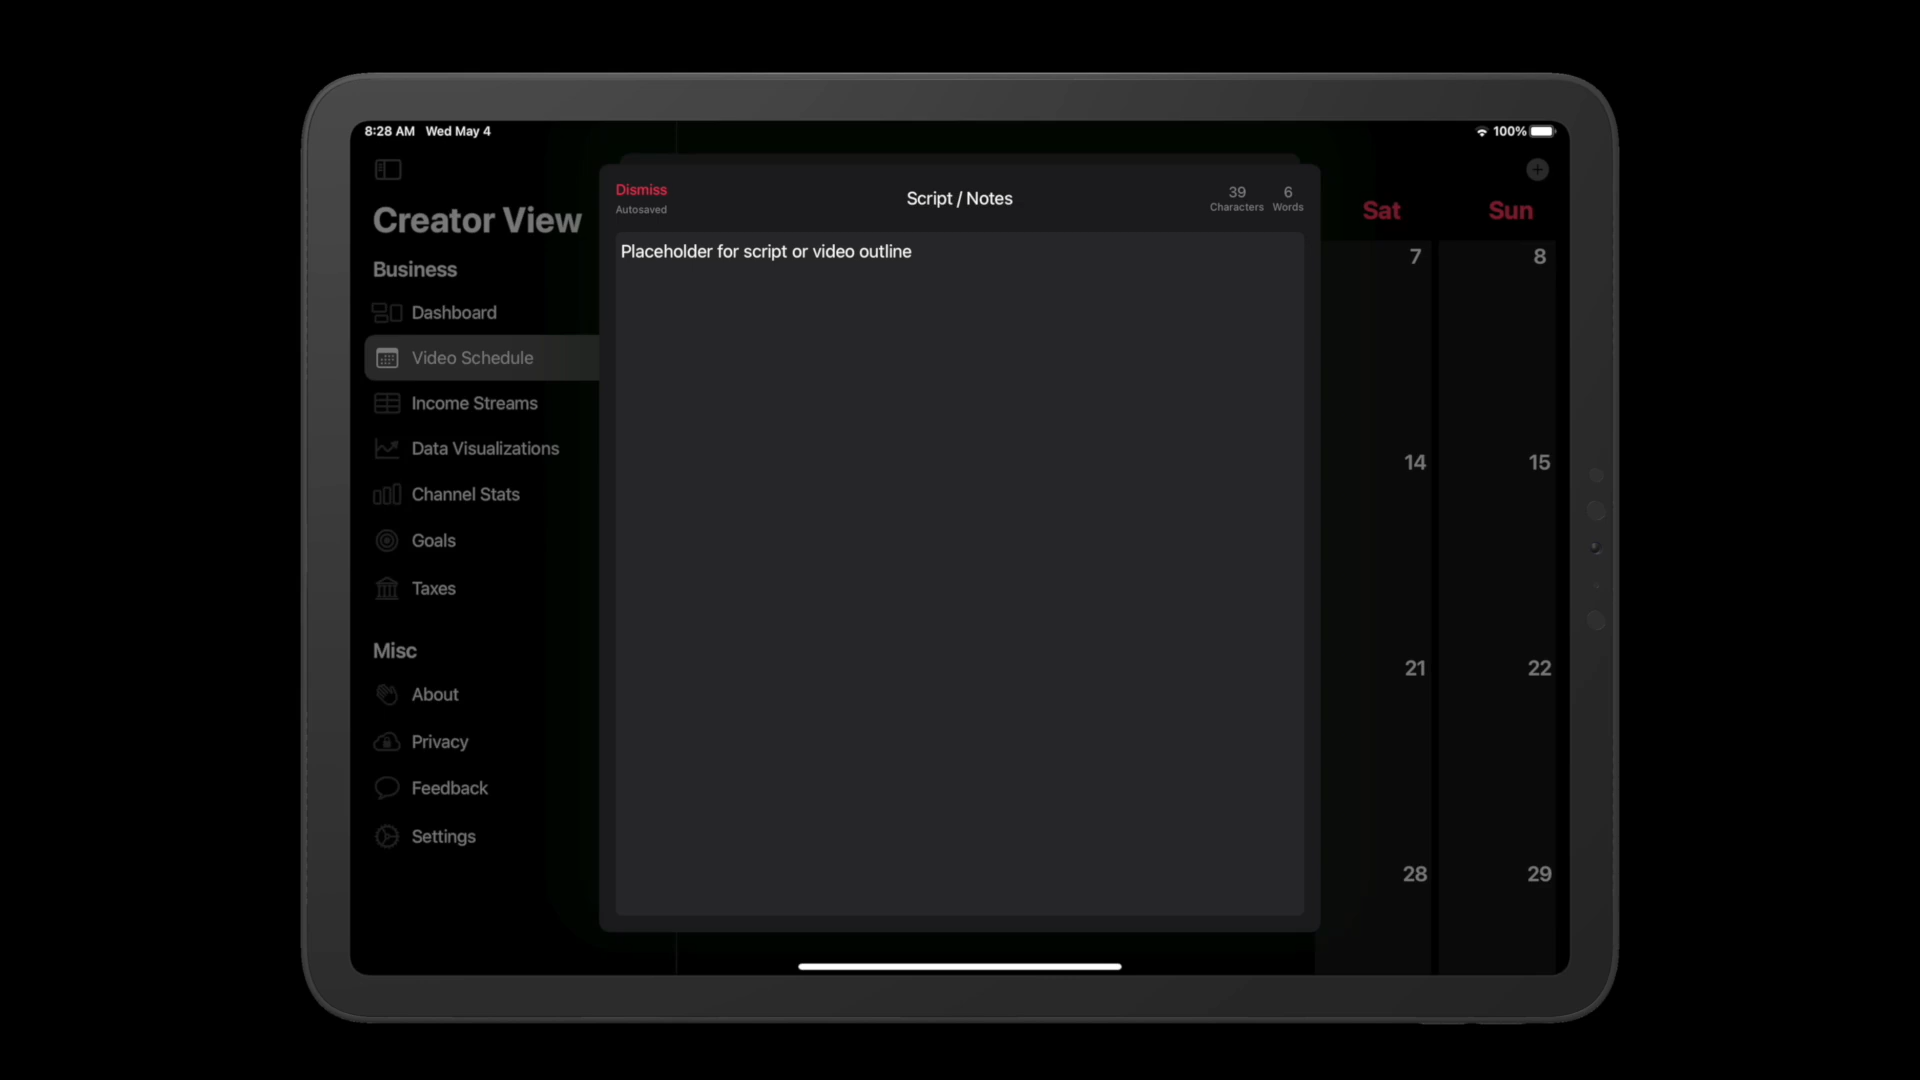 8:28 AM Wed May 4
100%
Creator View
Business
Dashboard
Video Schedule
Income Streams
Data Visualizations
Channel Stats
Goals
Taxes
Misc
About
Privacy
Feedback
Settings
Dismiss
Autosaved
Script / Notes
39 6
Characters Words
Placeholder for script or video outline
Sat Sun
7 8
14 15
21 22
28 29